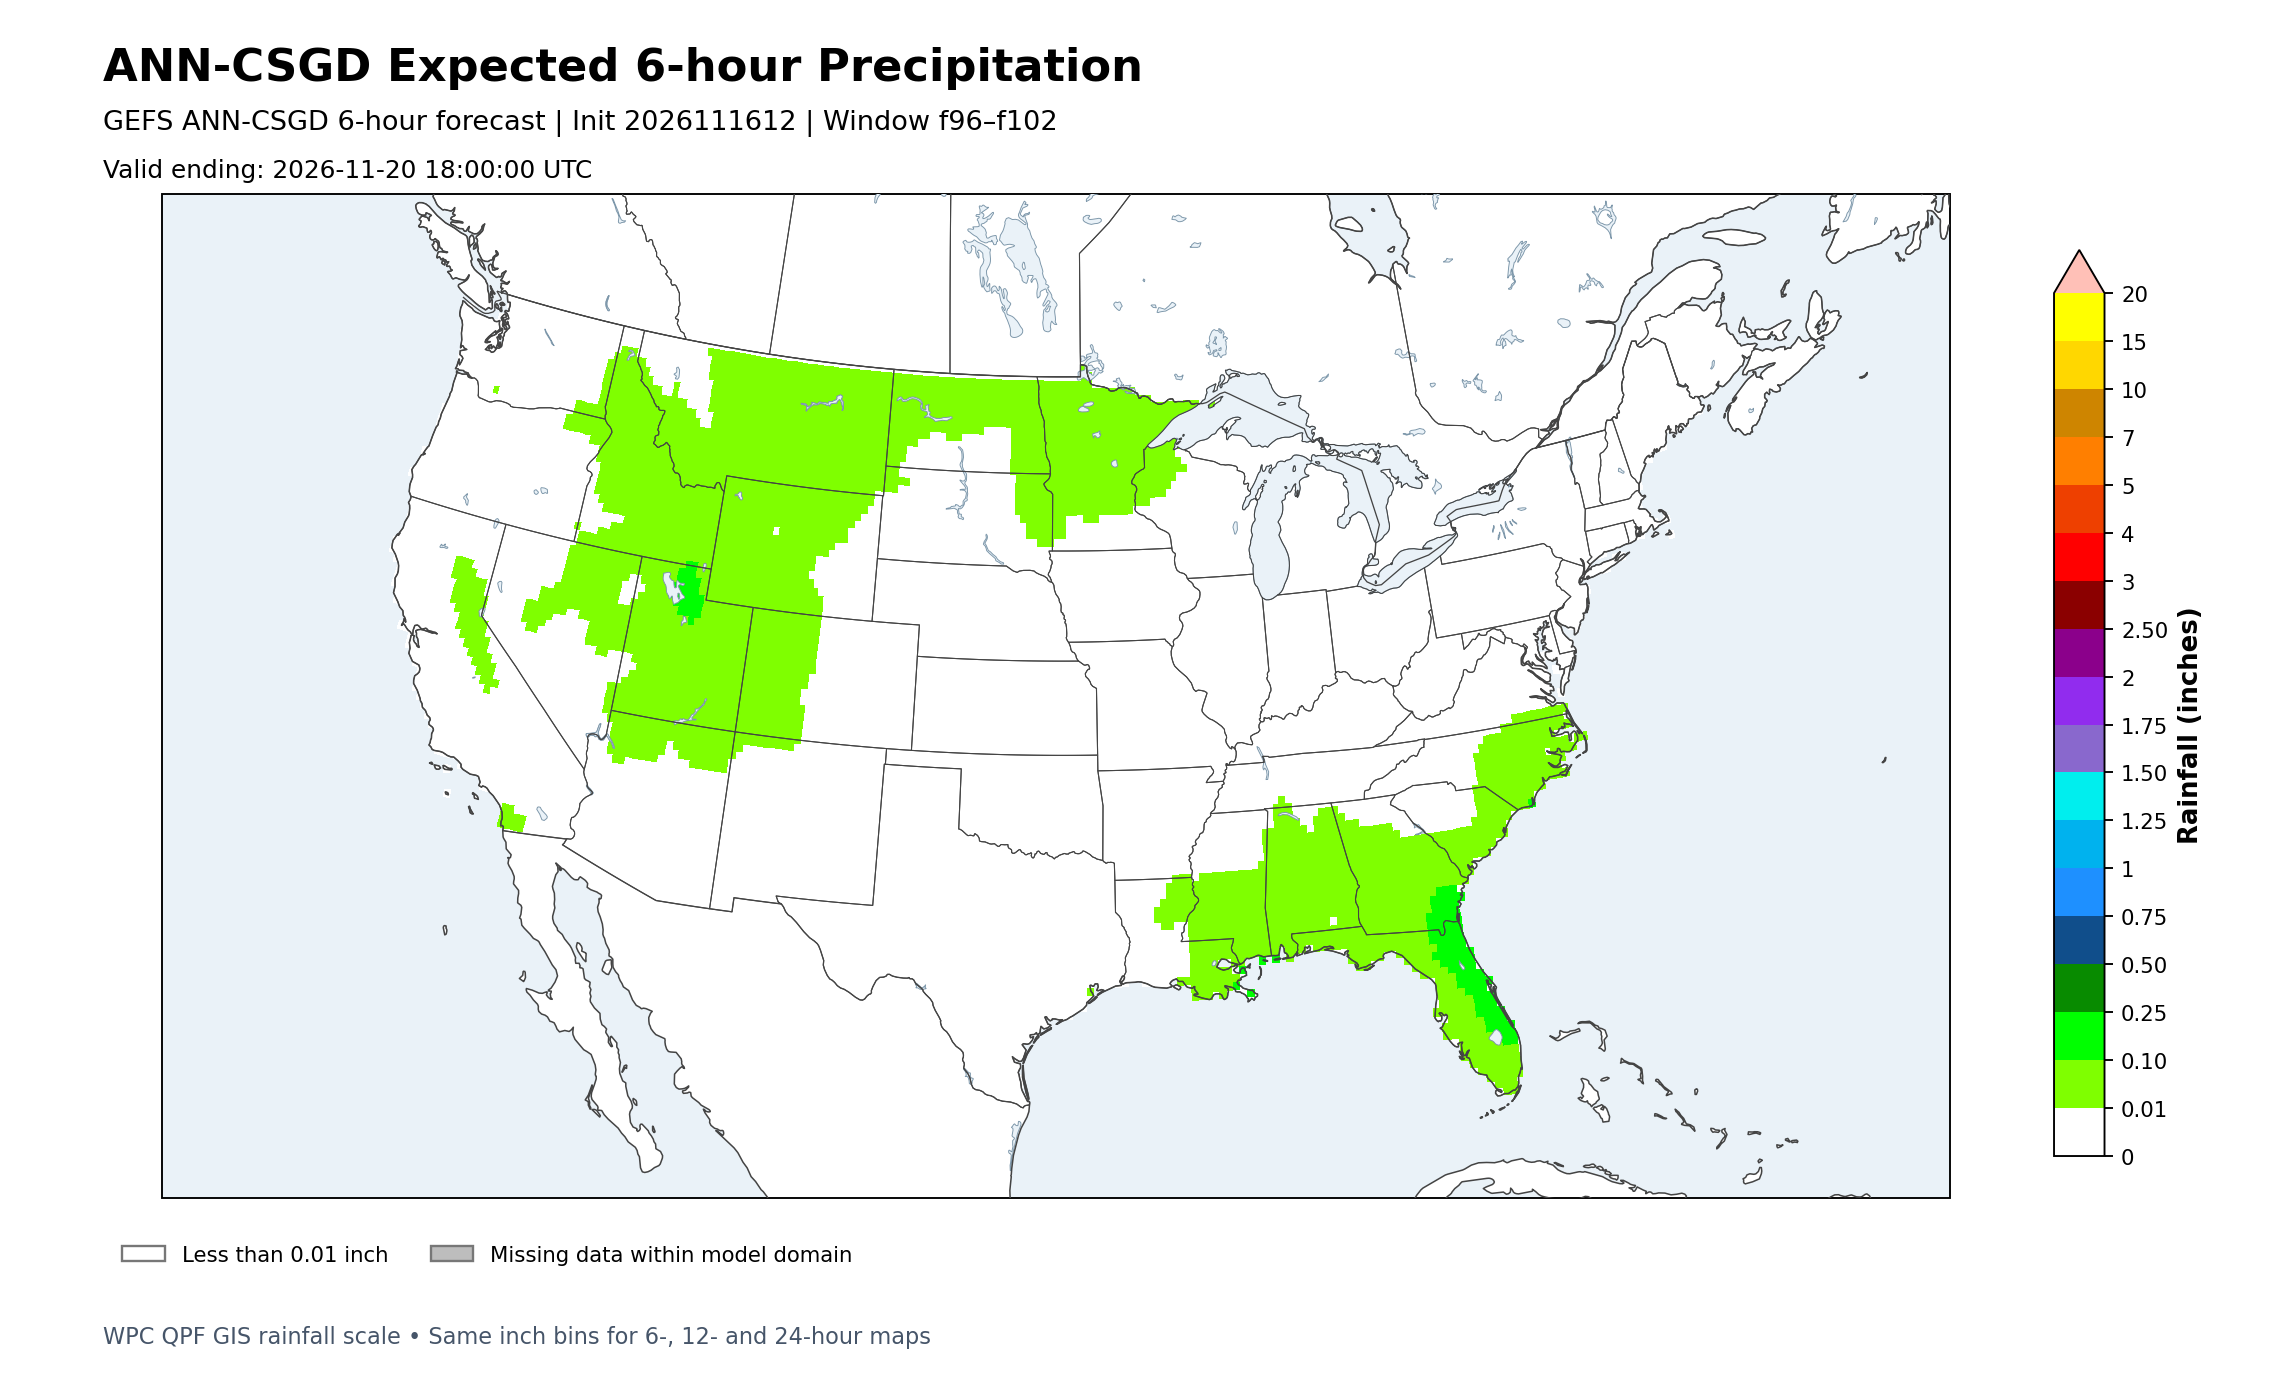 ANN-CSGD Expected 6-hour Precipitation
GEFS ANN-CSGD 6-hour forecast | Init 2026111612 | Window f96–f102
Valid ending: 2026-11-20 18:00:00 UTC
20
15
10
7
5
4
3
2.50
2
1.75
1.50
1.25
1
0.75
0.50
0.25
0.10
0.01
0
Rainfall (inches)
Less than 0.01 inch
Missing data within model domain
WPC QPF GIS rainfall scale • Same inch bins for 6-, 12- and 24-hour maps